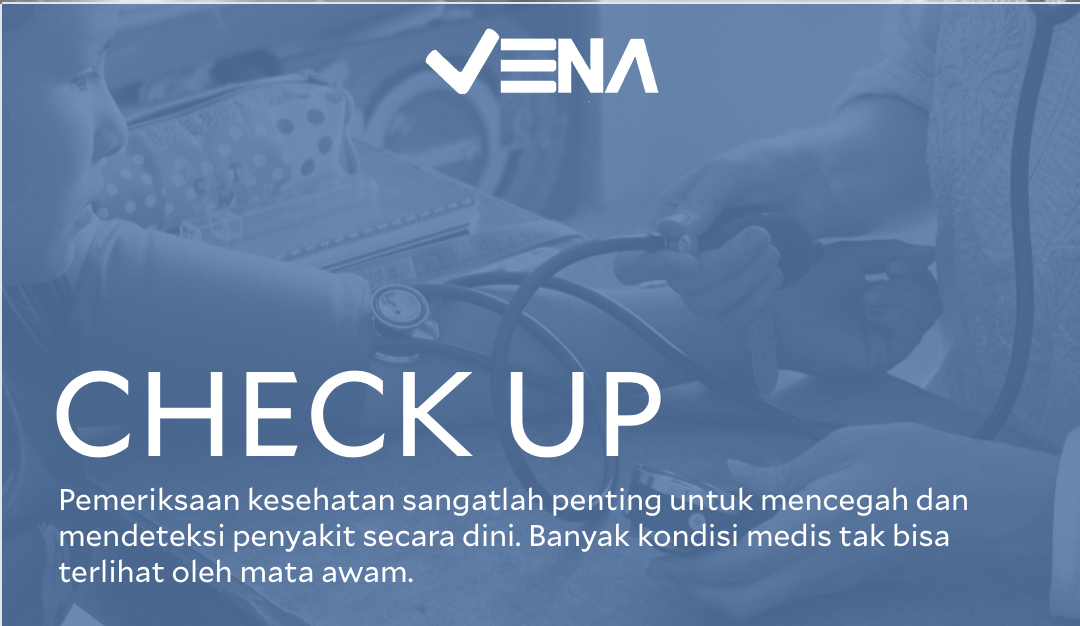 VENA
CHECK UP
Pemeriksaan kesehatan sangatlah penting untuk mencegah dan
mendeteksi penyakit secara dini. Banyak kondisi medis tak bisa
terlihat oleh mata awam.